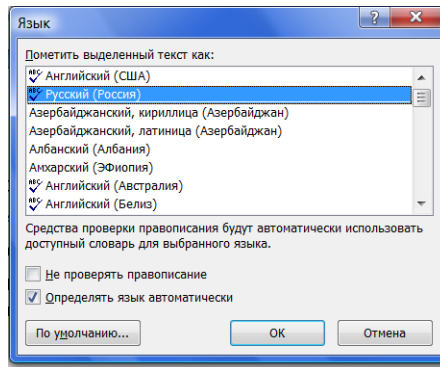 Язык
Пометить выделенный текст как:
Английский (США)
Русский (Россия)
Азербайджанский, кириллица (Азербайджан)
Азербайджанский, латиница (Азербайджан)
Албанский (Албания)
Амхарский (Эфиопия)
Английский (Австралия)
Английский (Белиз)
Средства проверки правописания будут автоматически использовать
доступный словарь для выбранного языка.
Не проверять правописание
Определять язык автоматически
По умолчанию...
ОК
Отмена